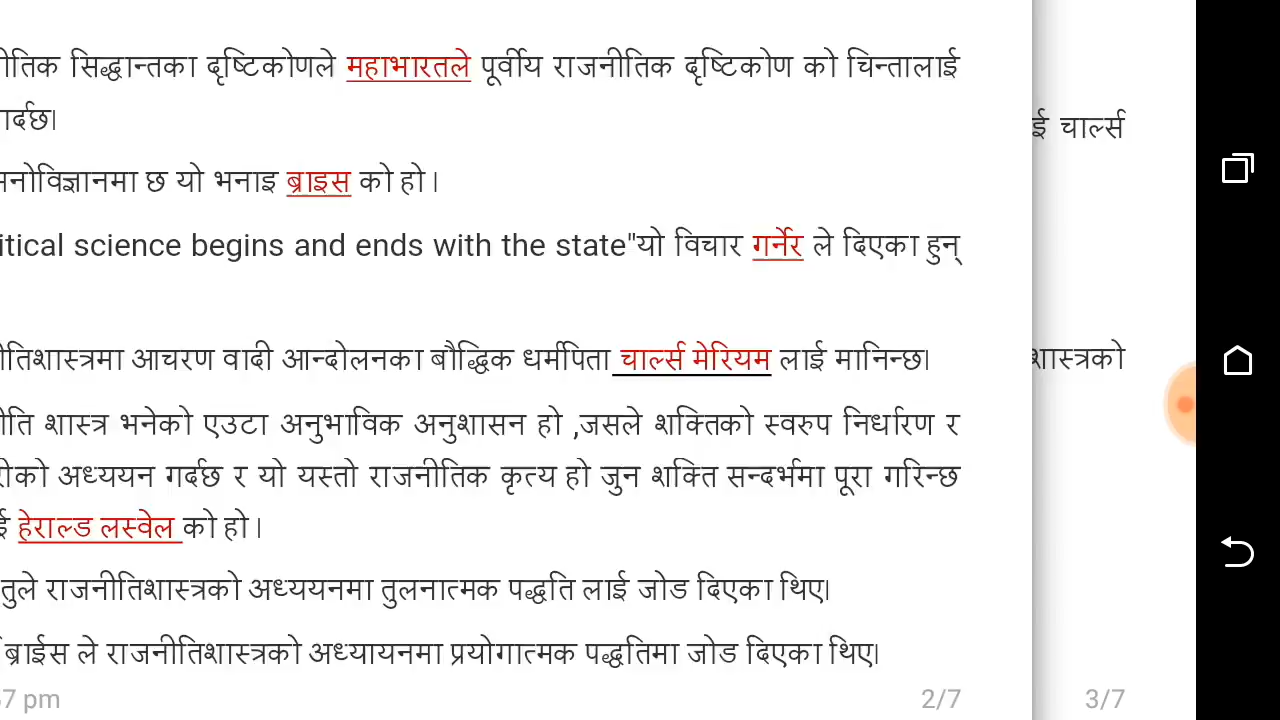 सिद्धान्तका दृष्टिकोणले महाभारतले पूर्वीय राजनीतिक दृष्टिकोण को चिन्तालाई
ई चार्ल्स
मनोविज्ञानमा छ यो भनाइ ब्राइस को हो ।
itical science begins and ends with the state"यो विचार गर्नेर ले दिएका हुन्
ीतिशास्त्रमा आचरण वादी आन्दोलनका बौद्धिक धर्मपिता चार्ल्स मेरियम लाई मानिन्छ।
शास्त्रको
ीति शास्त्र भनेको एउटा अनुभाविक अनुशासन हो ,जसले शक्तिको स्वरुप निर्धारण र
अध्ययन गर्दछ र यो यस्तो राजनीतिक कृत्य हो जुन शक्ति सन्दर्भमा पूरा गरिन्छ
ई हेराल्ड लस्वेल को हो ।
तुले राजनीतिशास्त्रको अध्ययनमा तुलनात्मक पद्धति लाई जोड दिएका थिए।
ब्राईस ले राजनीतिशास्त्रको अध्यायनमा प्रयोगात्मक पद्धतिमा जोड दिएका थिए।
57 pm
2/7
3/7